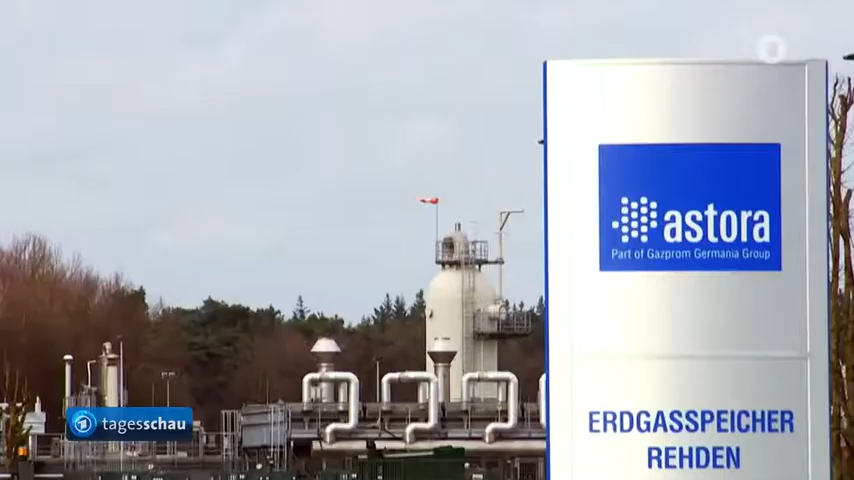 astora
Part of Gazprom Germania Group
ERDGASSPEICHER
REHDEN
tagesschau